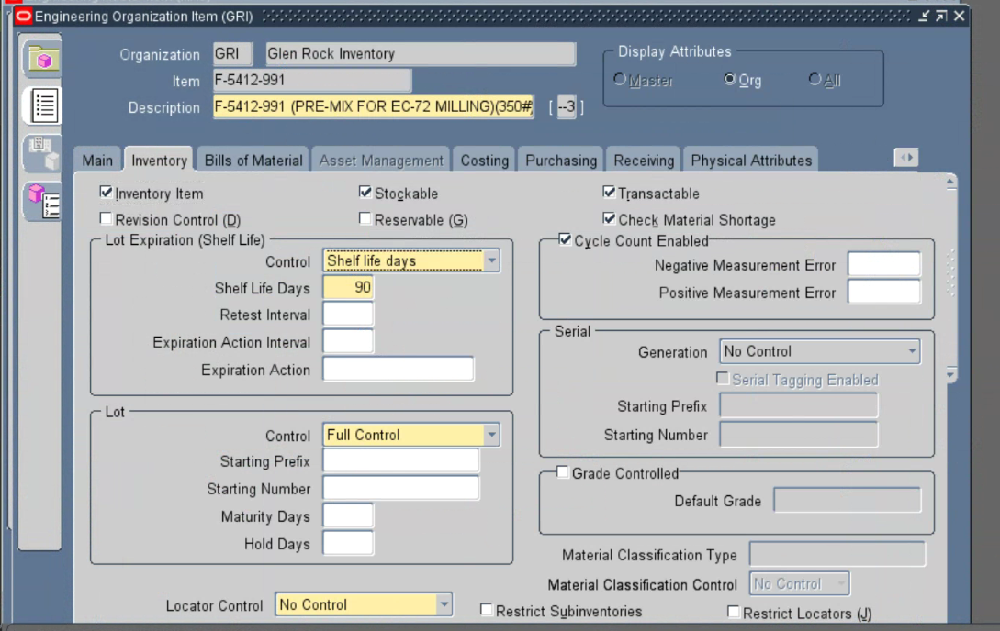 Engineering Organization Item (GRI)
Organization GRI Glen Rock Inventory
Item F-5412-991
Description F-5412-991 (PRE-MIX FOR EC-72 MILLING)(350# [ --3 ]
Display Attributes
Master Org All
Main Inventory Bills of Material Asset Management Costing Purchasing Receiving Physical Attributes
Inventory Item Stockable Transactable
Revision Control (D) Reservable (G) Check Material Shortage
Lot Expiration (Shelf Life)
Control Shelf life days
Shelf Life Days 90
Retest Interval
Expiration Action Interval
Expiration Action
Cycle Count Enabled
Negative Measurement Error
Positive Measurement Error
Serial
Generation No Control
Serial Tagging Enabled
Starting Prefix
Starting Number
Lot
Control Full Control
Starting Prefix
Starting Number
Maturity Days
Hold Days
Grade Controlled
Default Grade
Material Classification Type
Material Classification Control No Control
Locator Control No Control Restrict Subinventories Restrict Locators (J)